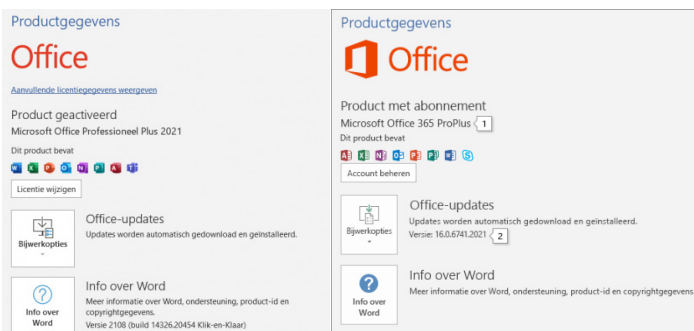 Productgegevens
Office
Aanvullende licentiegegevens weergeven
Product geactiveerd
Microsoft Office Professioneel Plus 2021
Dit product bevat
Licentie wijzigen
Bijwerkopties
Office-updates
Updates worden automatisch gedownload en geïnstalleerd.
Info over
Word
Info over Word
Meer informatie over Word, ondersteuning, product-id en
copyrightgegevens.
Versie 2108 (build 14326.20454 Klik-en-Klaar)
Productgegevens
Office
Product met abonnement
Microsoft Office 365 ProPlus 1
Dit product bevat
Account beheren
Bijwerkopties
Office-updates
Updates worden automatisch gedownload en geïnstalleerd.
Versie: 16.0.6741.2021 2
Info over
Word
Info over Word
Meer informatie over Word, ondersteuning, product-id en copyrightgegevens